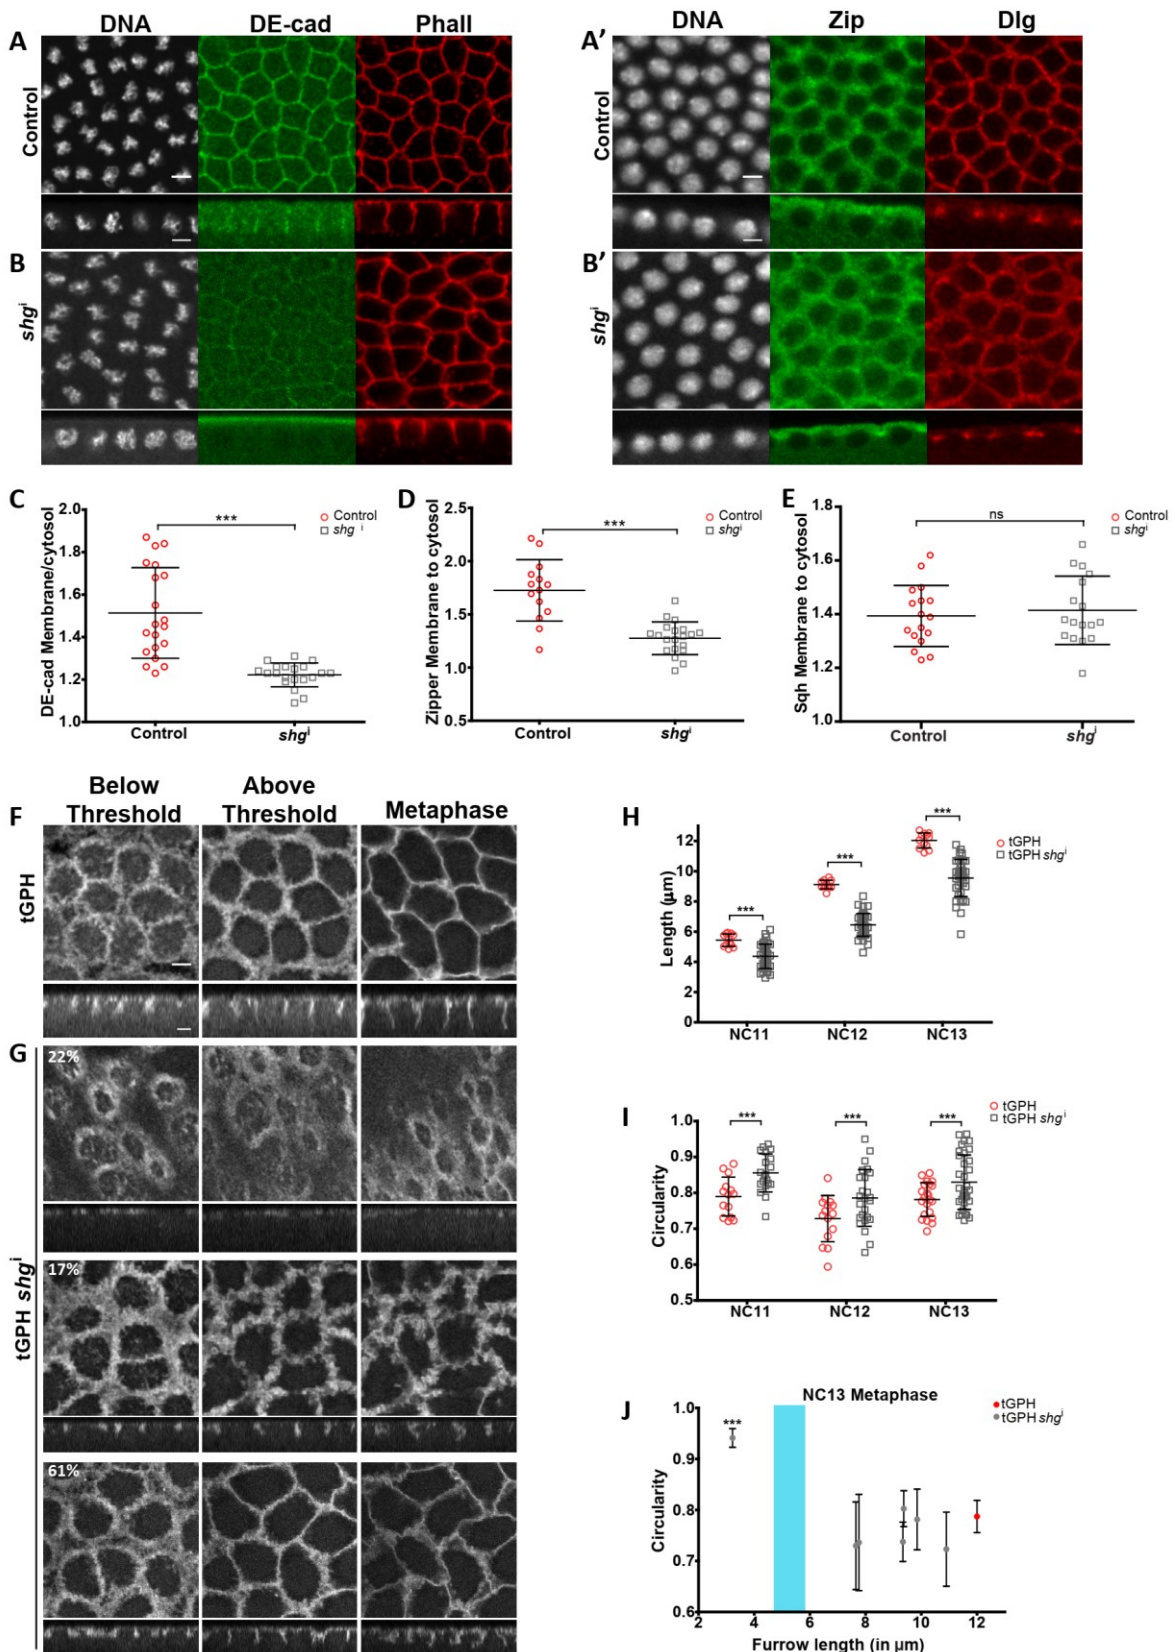 DNA DE-cad Phall
A
Control
B
shgⁱ
DNA Zip Dlg
A'
Control
B'
shgⁱ
C
DE-cad Membrane/cytosol
2.0
1.8
1.6
1.4
1.2
1.0
***
Control
shg ⁱ
Control shgⁱ
D
Zipper Membrane to cytosol
2.5
2.0
1.5
1.0
0.5
***
Control
shgⁱ
Control shgⁱ
E
Sqh Membrane to cytosol
1.8
1.6
1.4
1.2
1.0
ns
Control
shgⁱ
Control shgⁱ
Below Threshold
Above Threshold
Metaphase
F
tGPH
G
tGPH shgⁱ
22%
17%
61%
H
Length (µm)
12
10
8
6
4
2
0
***
***
***
tGPH
tGPH shgⁱ
NC11 NC12 NC13
I
Circularity
1.0
0.9
0.8
0.7
0.6
0.5
*** *** ***
tGPH
tGPH shgⁱ
NC11 NC12 NC13
J
NC13 Metaphase
Circularity
1.0
0.9
0.8
0.7
0.6
***
tGPH
tGPH shgⁱ
2 4 6 8 10 12
Furrow length (in µm)